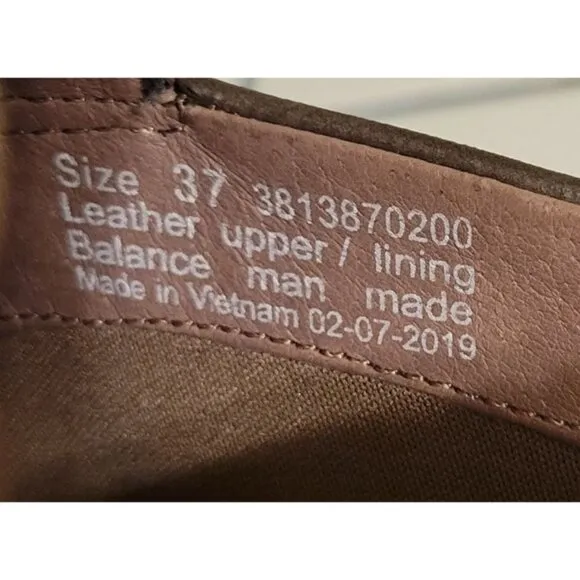 Size 37 3813870200
Leather upper / lining
Balance man made
Made in Vietnam 02-07-2019